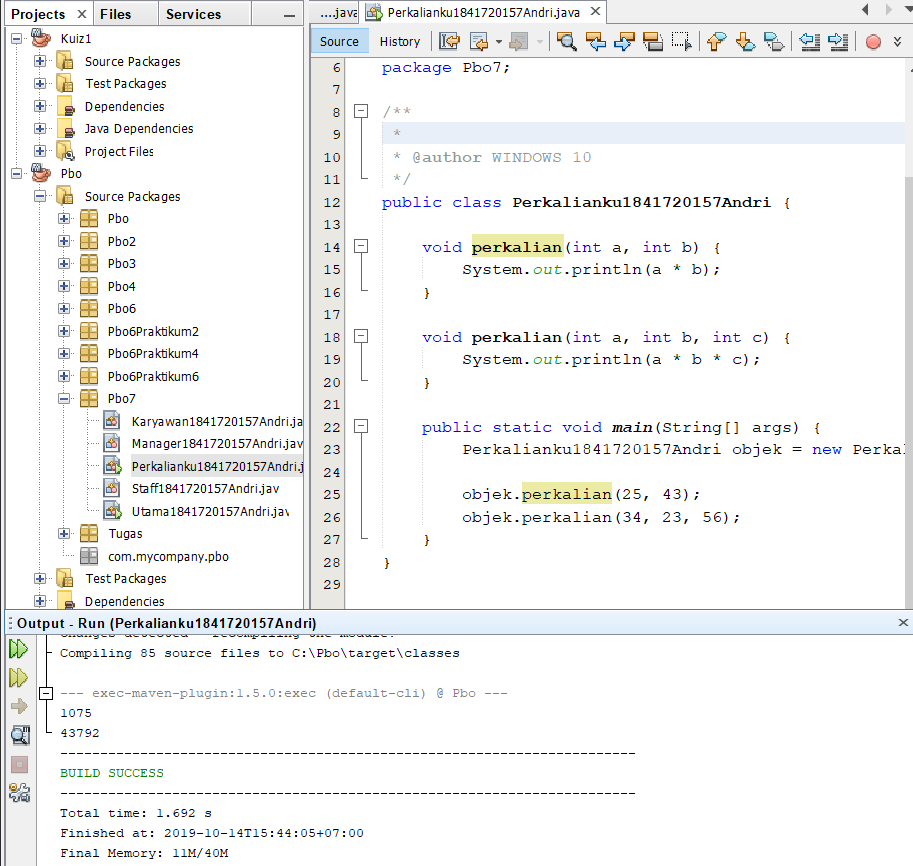 Projects
Files
Services
Kuiz1
Source Packages
Test Packages
Dependencies
Java Dependencies
Project Files
Pbo
Source Packages
Pbo
Pbo2
Pbo3
Pbo4
Pbo6
Pbo6Praktikum2
Pbo6Praktikum4
Pbo6Praktikum6
Pbo7
Karyawan1841720157Andri.ja
Manager1841720157Andri.jav
Perkalianku1841720157Andri.j
Staff1841720157Andri.jav
Utama1841720157Andri.jav
Tugas
com.mycompany.pbo
Test Packages
Dependencies
....java
Perkalianku1841720157Andri.java
Source History
6 package Pbo7;
7
8 /**
9 *
10 * @author WINDOWS 10
11 */
12 public class Perkalianku1841720157Andri {
13
14 void perkalian(int a, int b) {
15 System.out.println(a * b);
16 }
17
18 void perkalian(int a, int b, int c) {
19 System.out.println(a * b * c);
20 }
21
22 public static void main(String[] args) {
23 Perkalianku1841720157Andri objek = new Perkal
24
25 objek.perkalian(25, 43);
26 objek.perkalian(34, 23, 56);
27 }
28 }
29
Output - Run (Perkalianku1841720157Andri)
Changes detected - recompiling the module!
Compiling 85 source files to C:\Pbo\target\classes
--- exec-maven-plugin:1.5.0:exec (default-cli) @ Pbo ---
1075
43792
------------------------------------------------------------------------
BUILD SUCCESS
------------------------------------------------------------------------
Total time: 1.692 s
Finished at: 2019-10-14T15:44:05+07:00
Final Memory: 11M/40M